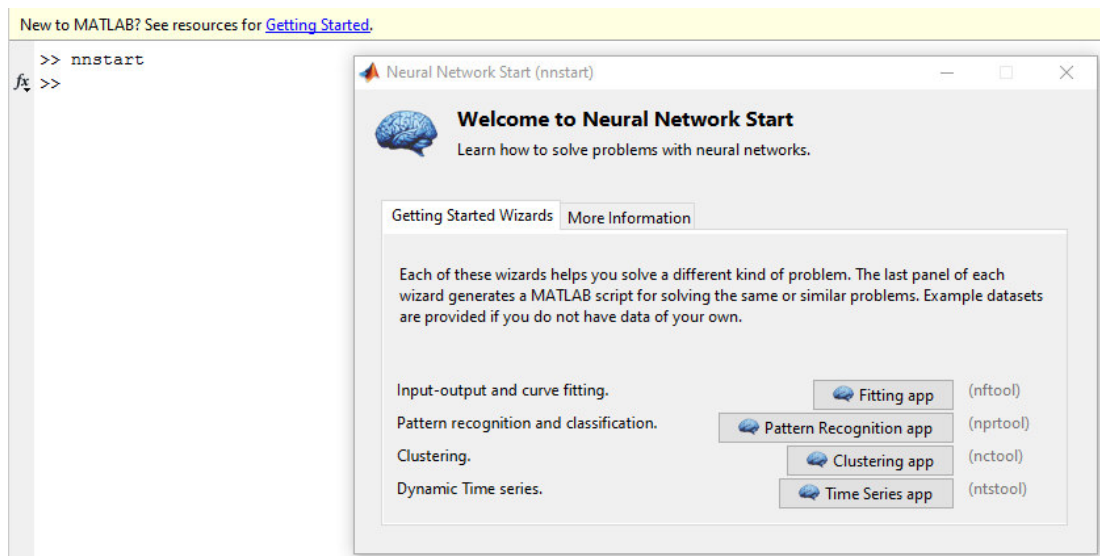 New to MATLAB? See resources for Getting Started.
>> nnstart
fx >>
Neural Network Start (nnstart)
Welcome to Neural Network Start
Learn how to solve problems with neural networks.
Getting Started Wizards More Information
Each of these wizards helps you solve a different kind of problem. The last panel of each
wizard generates a MATLAB script for solving the same or similar problems. Example datasets
are provided if you do not have data of your own.
Input-output and curve fitting. Fitting app (nftool)
Pattern recognition and classification. Pattern Recognition app (nprtool)
Clustering. Clustering app (nctool)
Dynamic Time series. Time Series app (ntstool)